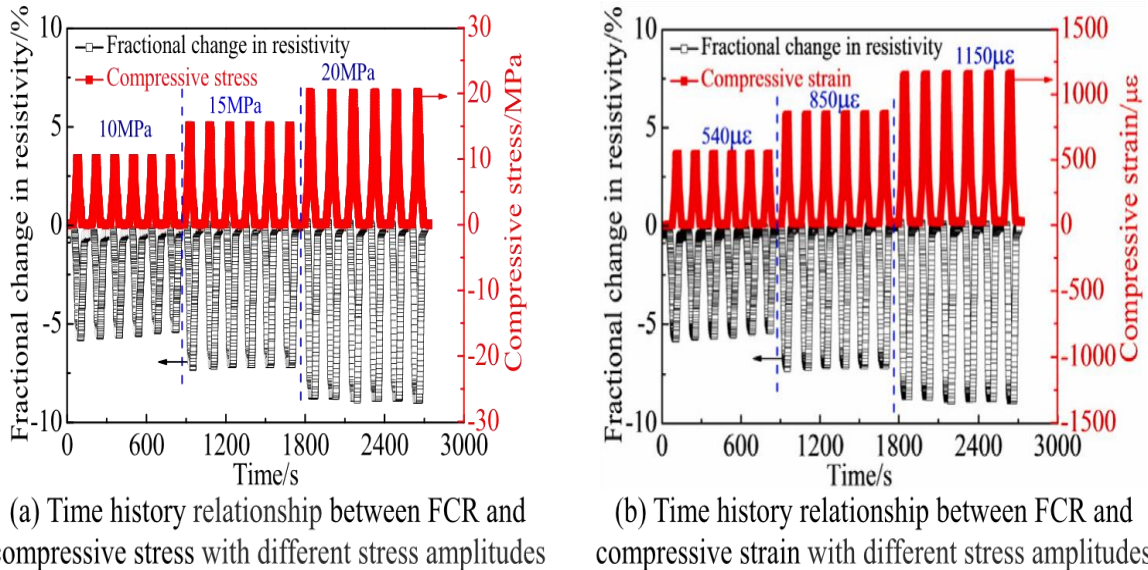 Fractional change in resistivity/%
10
5
0
-5
-10
Fractional change in resistivity
Compressive stress
10MPa
15MPa
20MPa
30
20
10
0
-10
-20
-30
Compressive stress/MPa
0 600 1200 1800 2400 3000
Time/s
(a) Time history relationship between FCR and
compressive stress with different stress amplitudes
Fractional change in resistivity/%
10
5
0
-5
-10
Fractional change in resistivity
Compressive strain
540με
850με
1150με
1500
1000
500
0
-500
-1000
-1500
Compressive strain/με
0 600 1200 1800 2400 3000
Time/s
(b) Time history relationship between FCR and
compressive strain with different stress amplitudes